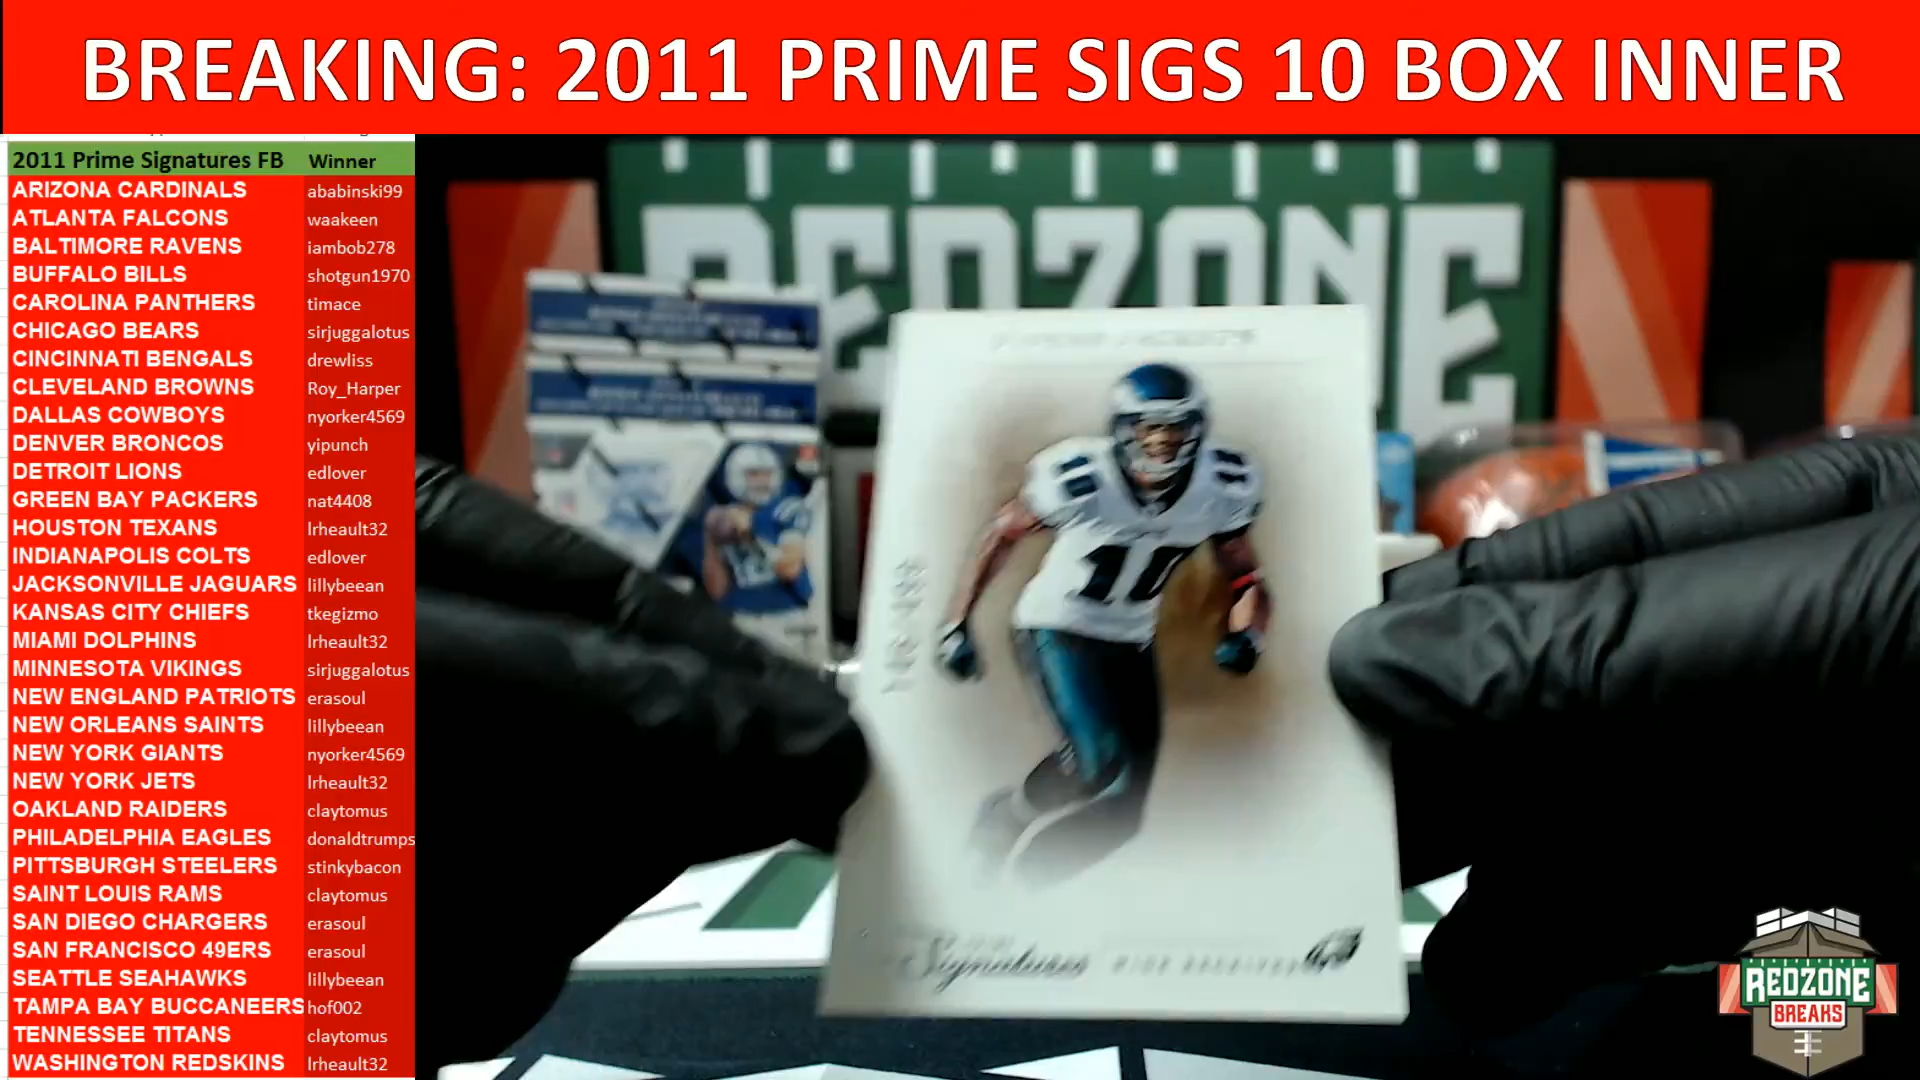 BREAKING: 2011 PRIME SIGS 10 BOX INNER
2011 Prime Signatures FB Winner
ARIZONA CARDINALS ababinski99
ATLANTA FALCONS waakeen
BALTIMORE RAVENS iambob278
BUFFALO BILLS shotgun1970
CAROLINA PANTHERS timace
CHICAGO BEARS sirjuggalotus
CINCINNATI BENGALS drewliss
CLEVELAND BROWNS Roy_Harper
DALLAS COWBOYS nyorker4569
DENVER BRONCOS yipunch
DETROIT LIONS edlover
GREEN BAY PACKERS nat4408
HOUSTON TEXANS lrheault32
INDIANAPOLIS COLTS edlover
JACKSONVILLE JAGUARS lillybeean
KANSAS CITY CHIEFS tkegizmo
MIAMI DOLPHINS lrheault32
MINNESOTA VIKINGS sirjuggalotus
NEW ENGLAND PATRIOTS erasoul
NEW ORLEANS SAINTS lillybeean
NEW YORK GIANTS nyorker4569
NEW YORK JETS lrheault32
OAKLAND RAIDERS claytomus
PHILADELPHIA EAGLES donaldtrumps
PITTSBURGH STEELERS stinkybacon
SAINT LOUIS RAMS claytomus
SAN DIEGO CHARGERS erasoul
SAN FRANCISCO 49ERS erasoul
SEATTLE SEAHAWKS lillybeean
TAMPA BAY BUCCANEERS hof002
TENNESSEE TITANS claytomus
WASHINGTON REDSKINS lrheault32
REDZONE
10
10
Signatures
REDZONE
BREAKS